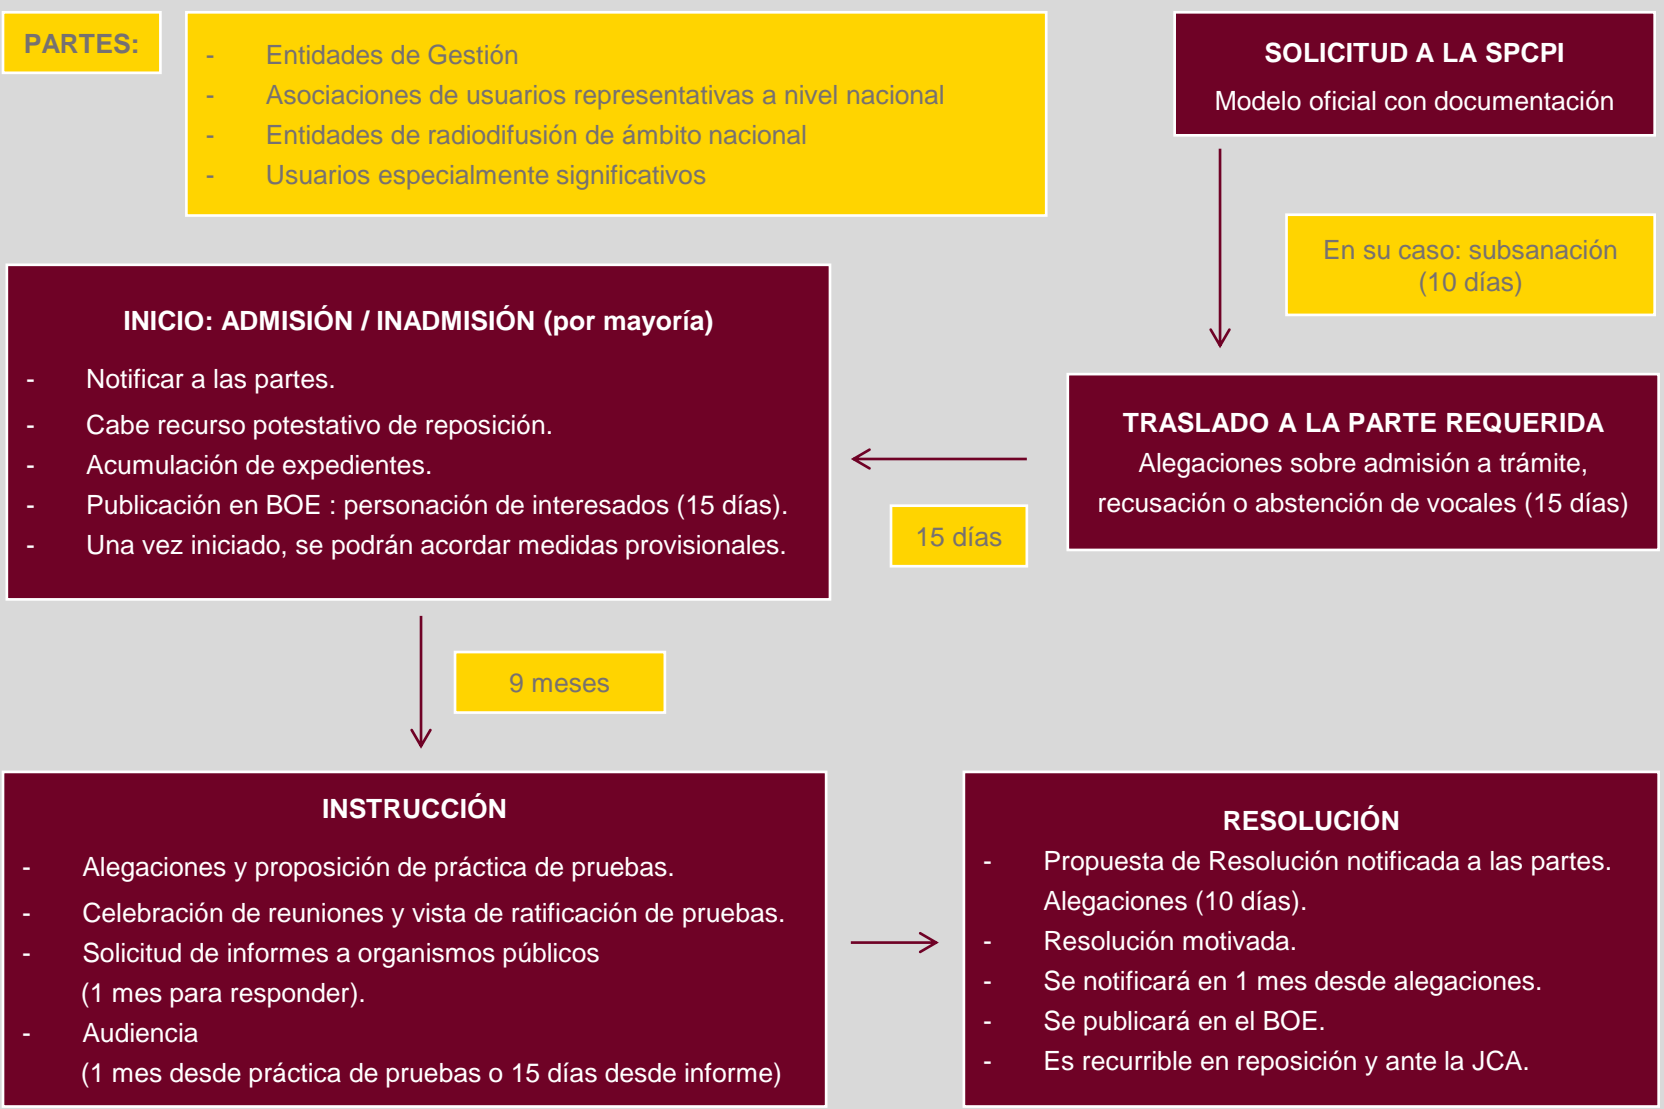 PARTES:
- Entidades de Gestión
- Asociaciones de usuarios representativas a nivel nacional
- Entidades de radiodifusión de ámbito nacional
- Usuarios especialmente significativos
SOLICITUD A LA SPCPI
Modelo oficial con documentación
En su caso: subsanación
(10 días)
TRASLADO A LA PARTE REQUERIDA
Alegaciones sobre admisión a trámite,
recusación o abstención de vocales (15 días)
15 días
INICIO: ADMISIÓN / INADMISIÓN (por mayoría)
- Notificar a las partes.
- Cabe recurso potestativo de reposición.
- Acumulación de expedientes.
- Publicación en BOE : personación de interesados (15 días).
- Una vez iniciado, se podrán acordar medidas provisionales.
9 meses
INSTRUCCIÓN
- Alegaciones y proposición de práctica de pruebas.
- Celebración de reuniones y vista de ratificación de pruebas.
- Solicitud de informes a organismos públicos
(1 mes para responder).
- Audiencia
(1 mes desde práctica de pruebas o 15 días desde informe)
RESOLUCIÓN
- Propuesta de Resolución notificada a las partes.
Alegaciones (10 días).
- Resolución motivada.
- Se notificará en 1 mes desde alegaciones.
- Se publicará en el BOE.
- Es recurrible en reposición y ante la JCA.